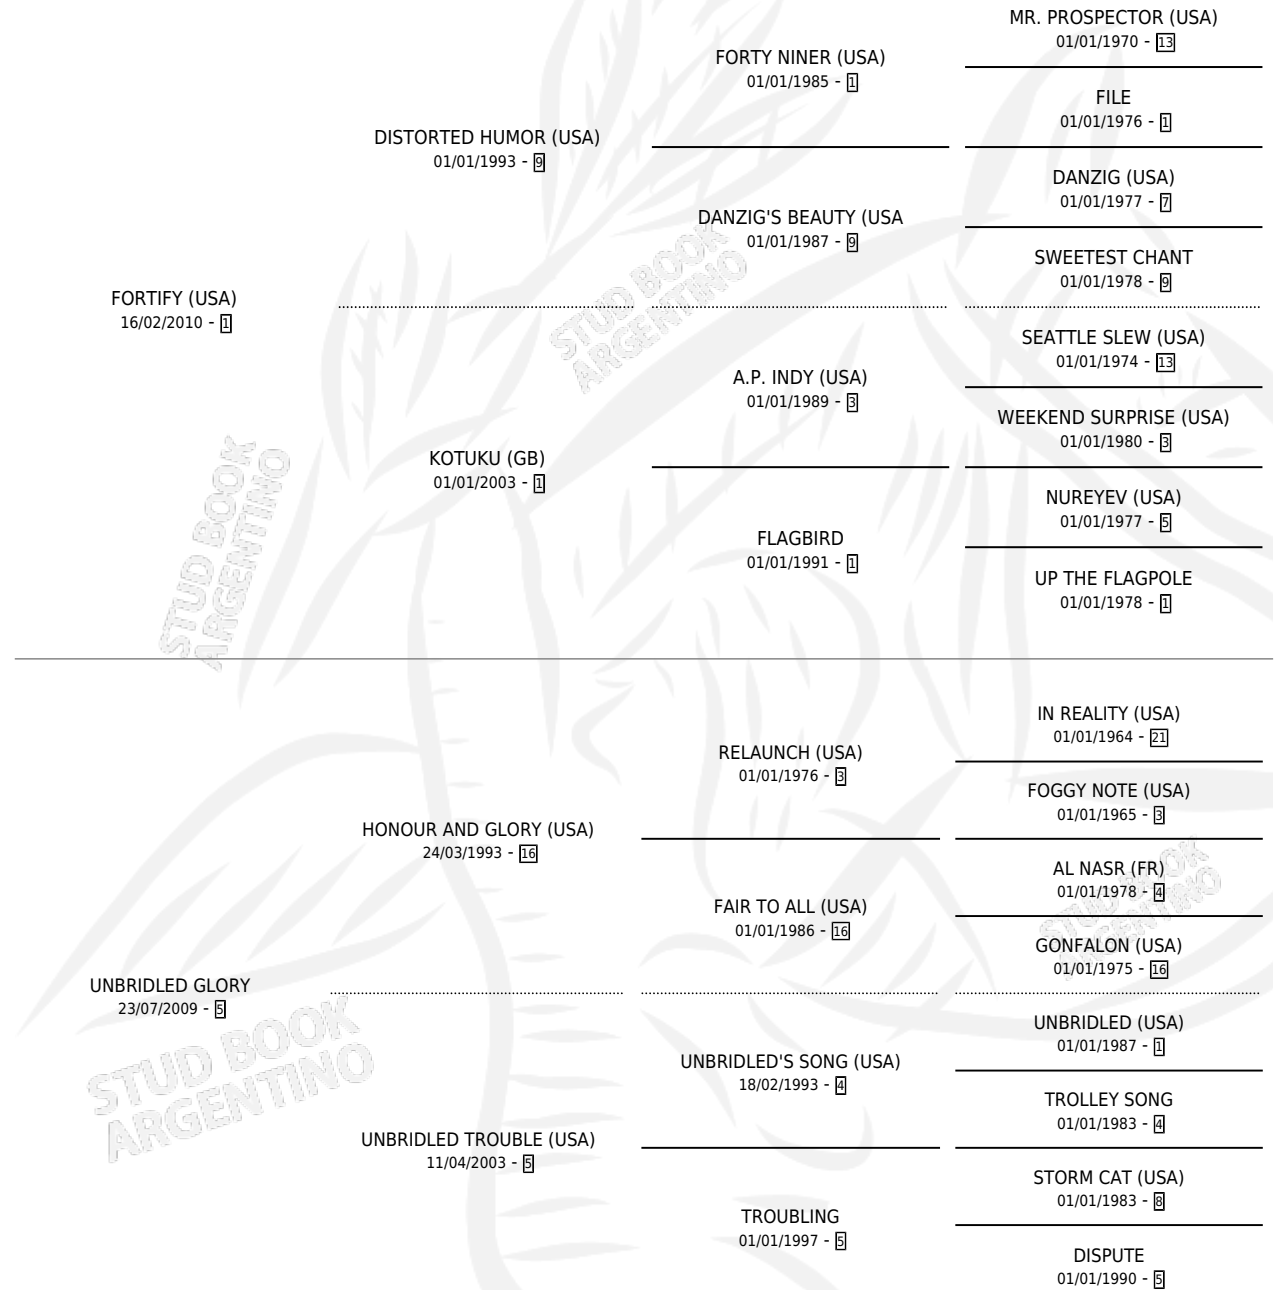 MR. PROSPECTOR (USA)
01/01/1970 - 13
FORTY NINER (USA)
01/01/1985 - 1
FILE
01/01/1976 - 1
DISTORTED HUMOR (USA)
01/01/1993 - 9
DANZIG (USA)
01/01/1977 - 7
DANZIG'S BEAUTY (USA
01/01/1987 - 9
SWEETEST CHANT
01/01/1978 - 9
FORTIFY (USA)
16/02/2010 - 1
SEATTLE SLEW (USA)
01/01/1974 - 13
A.P. INDY (USA)
01/01/1989 - 3
WEEKEND SURPRISE (USA)
01/01/1980 - 3
KOTUKU (GB)
01/01/2003 - 1
NUREYEV (USA)
01/01/1977 - 5
FLAGBIRD
01/01/1991 - 1
UP THE FLAGPOLE
01/01/1978 - 1
STUD BOOK
ARGENTINO
STUD BOOK
ARGENTINO
IN REALITY (USA)
01/01/1964 - 21
RELAUNCH (USA)
01/01/1976 - 3
FOGGY NOTE (USA)
01/01/1965 - 3
HONOUR AND GLORY (USA)
24/03/1993 - 16
AL NASR (FR)
01/01/1978 - 4
FAIR TO ALL (USA)
01/01/1986 - 16
GONFALON (USA)
01/01/1975 - 16
UNBRIDLED GLORY
23/07/2009 - 5
UNBRIDLED (USA)
01/01/1987 - 1
UNBRIDLED'S SONG (USA)
18/02/1993 - 4
TROLLEY SONG
01/01/1983 - 4
UNBRIDLED TROUBLE (USA)
11/04/2003 - 5
STORM CAT (USA)
01/01/1983 - 8
TROUBLING
01/01/1997 - 5
DISPUTE
01/01/1990 - 5
STUD BOOK
ARGENTINO
STUD BOOK
ARGENTINO